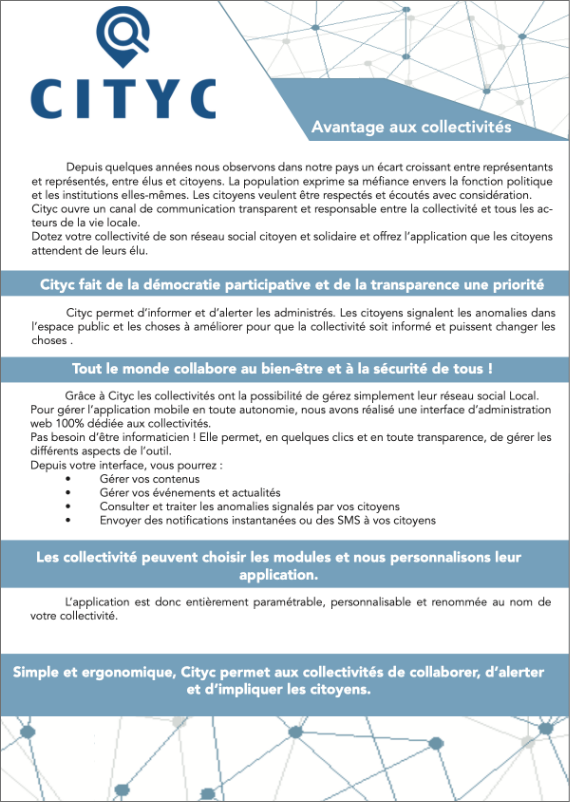 CITYC
Avantage aux collectivités
Depuis quelques années nous observons dans notre pays un écart croissant entre représentants
et représentés, entre élus et citoyens. La population exprime sa méfiance envers la fonction politique
et les institutions elles-mêmes. Les citoyens veulent être respectés et écoutés avec considération.
Cityc ouvre un canal de communication transparent et responsable entre la collectivité et tous les ac-
teurs de la vie locale.
Dotez votre collectivité de son réseau social citoyen et solidaire et offrez l'application que les citoyens
attendent de leurs élu.
Cityc fait de la démocratie participative et de la transparence une priorité
Cityc permet d'informer et d'alerter les administrés. Les citoyens signalent les anomalies dans
l'espace public et les choses à améliorer pour que la collectivité soit informé et puissent changer les
choses .
Tout le monde collabore au bien-être et à la sécurité de tous !
Grâce à Cityc les collectivités ont la possibilité de gérez simplement leur réseau social Local.
Pour gérer l'application mobile en toute autonomie, nous avons réalisé une interface d'administration
web 100% dédiée aux collectivités.
Pas besoin d'être informaticien ! Elle permet, en quelques clics et en toute transparence, de gérer les
différents aspects de l'outil.
Depuis votre interface, vous pourrez :
• Gérer vos contenus
• Gérer vos événements et actualités
• Consulter et traiter les anomalies signalés par vos citoyens
• Envoyer des notifications instantanées ou des SMS à vos citoyens
Les collectivité peuvent choisir les modules et nous personnalisons leur
application.
L'application est donc entièrement paramétrable, personnalisable et renommée au nom de
votre collectivité.
Simple et ergonomique, Cityc permet aux collectivités de collaborer, d'alerter
et d'impliquer les citoyens.